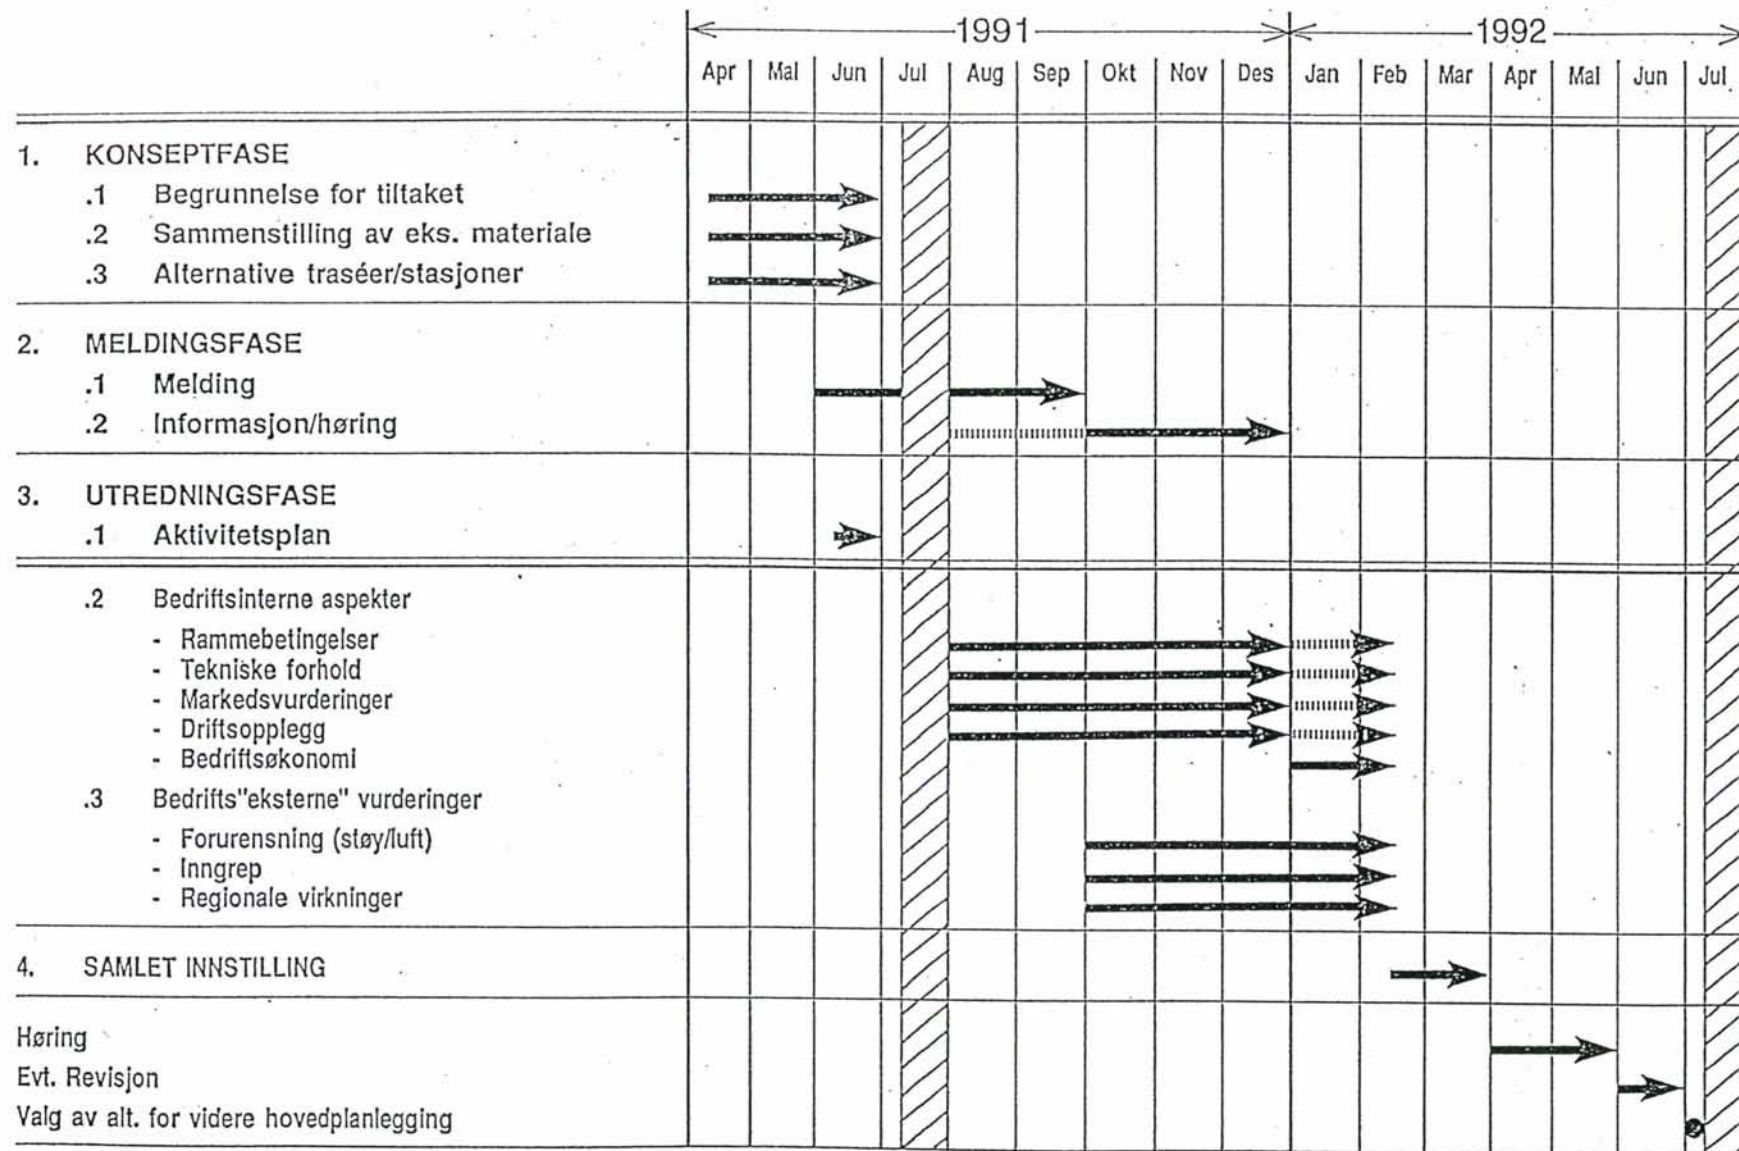 1991 1992
Apr Mai Jun Jul Aug Sep Okt Nov Des Jan Feb Mar Apr Mai Jun Jul
1. KONSEPTFASE
.1 Begrunnelse for tiltaket
.2 Sammenstilling av eks. materiale
.3 Alternative traséer/stasjoner
2. MELDINGSFASE
.1 Melding
.2 Informasjon/høring
3. UTREDNINGSFASE
.1 Aktivitetsplan
.2 Bedriftsinterne aspekter
- Rammebetingelser
- Tekniske forhold
- Markedsvurderinger
- Driftsopplegg
- Bedriftsøkonomi
.3 Bedrifts"eksterne" vurderinger
- Forurensning (støy/luft)
- Inngrep
- Regionale virkninger
4. SAMLET INNSTILLING
Høring
Evt. Revisjon
Valg av alt. for videre hovedplanlegging